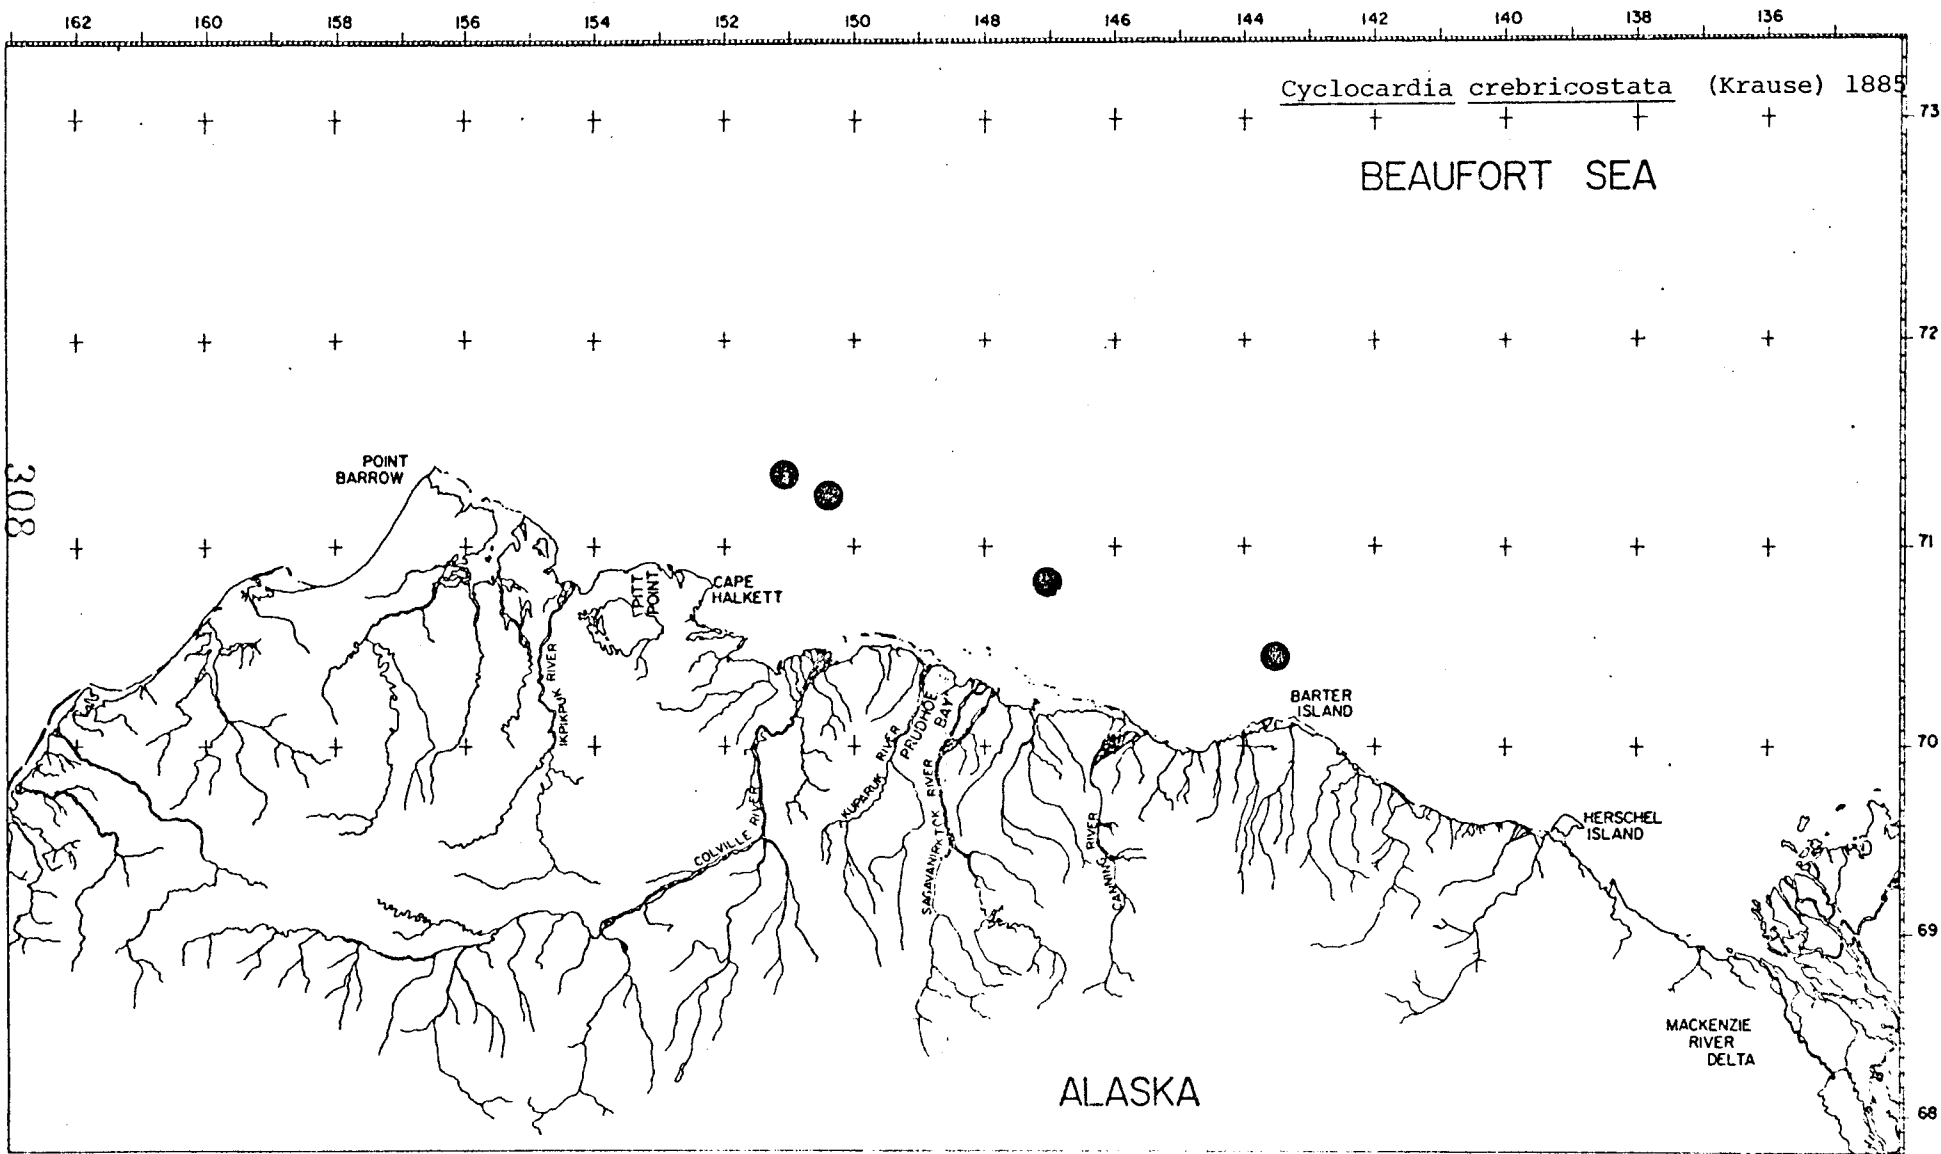 162 160 158 156 154 152 150 148 146 144 142 140 138 136
Cyclocardia crebricostata (Krause) 1885
73
BEAUFORT SEA
72
POINT
BARROW
308
71
PITT
POINT
CAPE
HALKETT
IKPIKPUK RIVER
BARTER
ISLAND
PRUDHOE
BAY
70
KUPARUK RIVER
COLVILLE RIVER
SAGAVANIRKTOK RIVER
CANNING RIVER
HERSCHEL
ISLAND
69
MACKENZIE
RIVER
DELTA
ALASKA
68